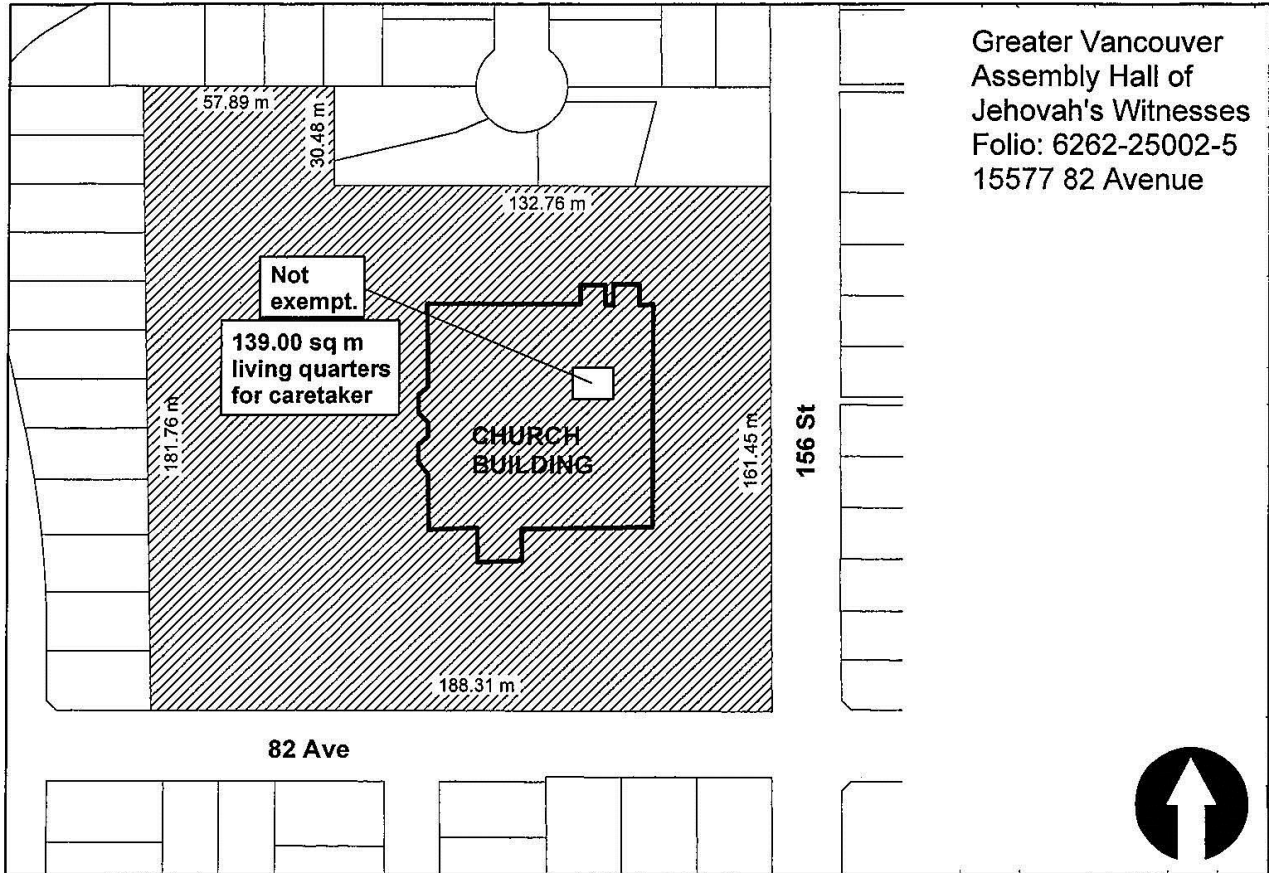 Greater Vancouver
Assembly Hall of
Jehovah's Witnesses
Folio: 6262-25002-5
15577 82 Avenue
57.89 m
30.48 m
132.76 m
Not
exempt.
139.00 sq m
living quarters
for caretaker
CHURCH
BUILDING
181.76 m
161.45 m
156 St
188.31 m
82 Ave